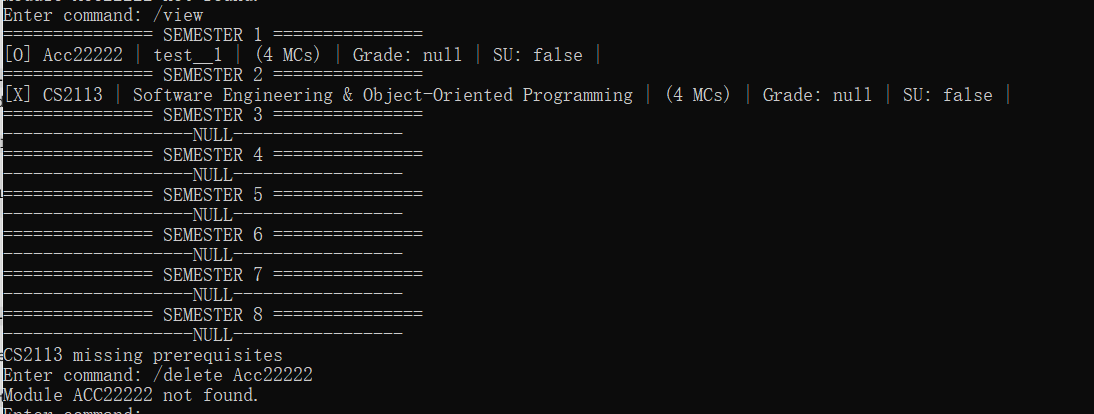 Enter command: /view
=============== SEMESTER 1 ===============
[O] Acc22222 | test__1 | (4 MCs) | Grade: null | SU: false |
=============== SEMESTER 2 ===============
[X] CS2113 | Software Engineering & Object-Oriented Programming | (4 MCs) | Grade: null | SU: false |
=============== SEMESTER 3 ===============
-------------------NULL-----------------
=============== SEMESTER 4 ===============
-------------------NULL-----------------
=============== SEMESTER 5 ===============
-------------------NULL-----------------
=============== SEMESTER 6 ===============
-------------------NULL-----------------
=============== SEMESTER 7 ===============
-------------------NULL-----------------
=============== SEMESTER 8 ===============
-------------------NULL-----------------
CS2113 missing prerequisites
Enter command: /delete Acc22222
Module ACC22222 not found.
Enter command: